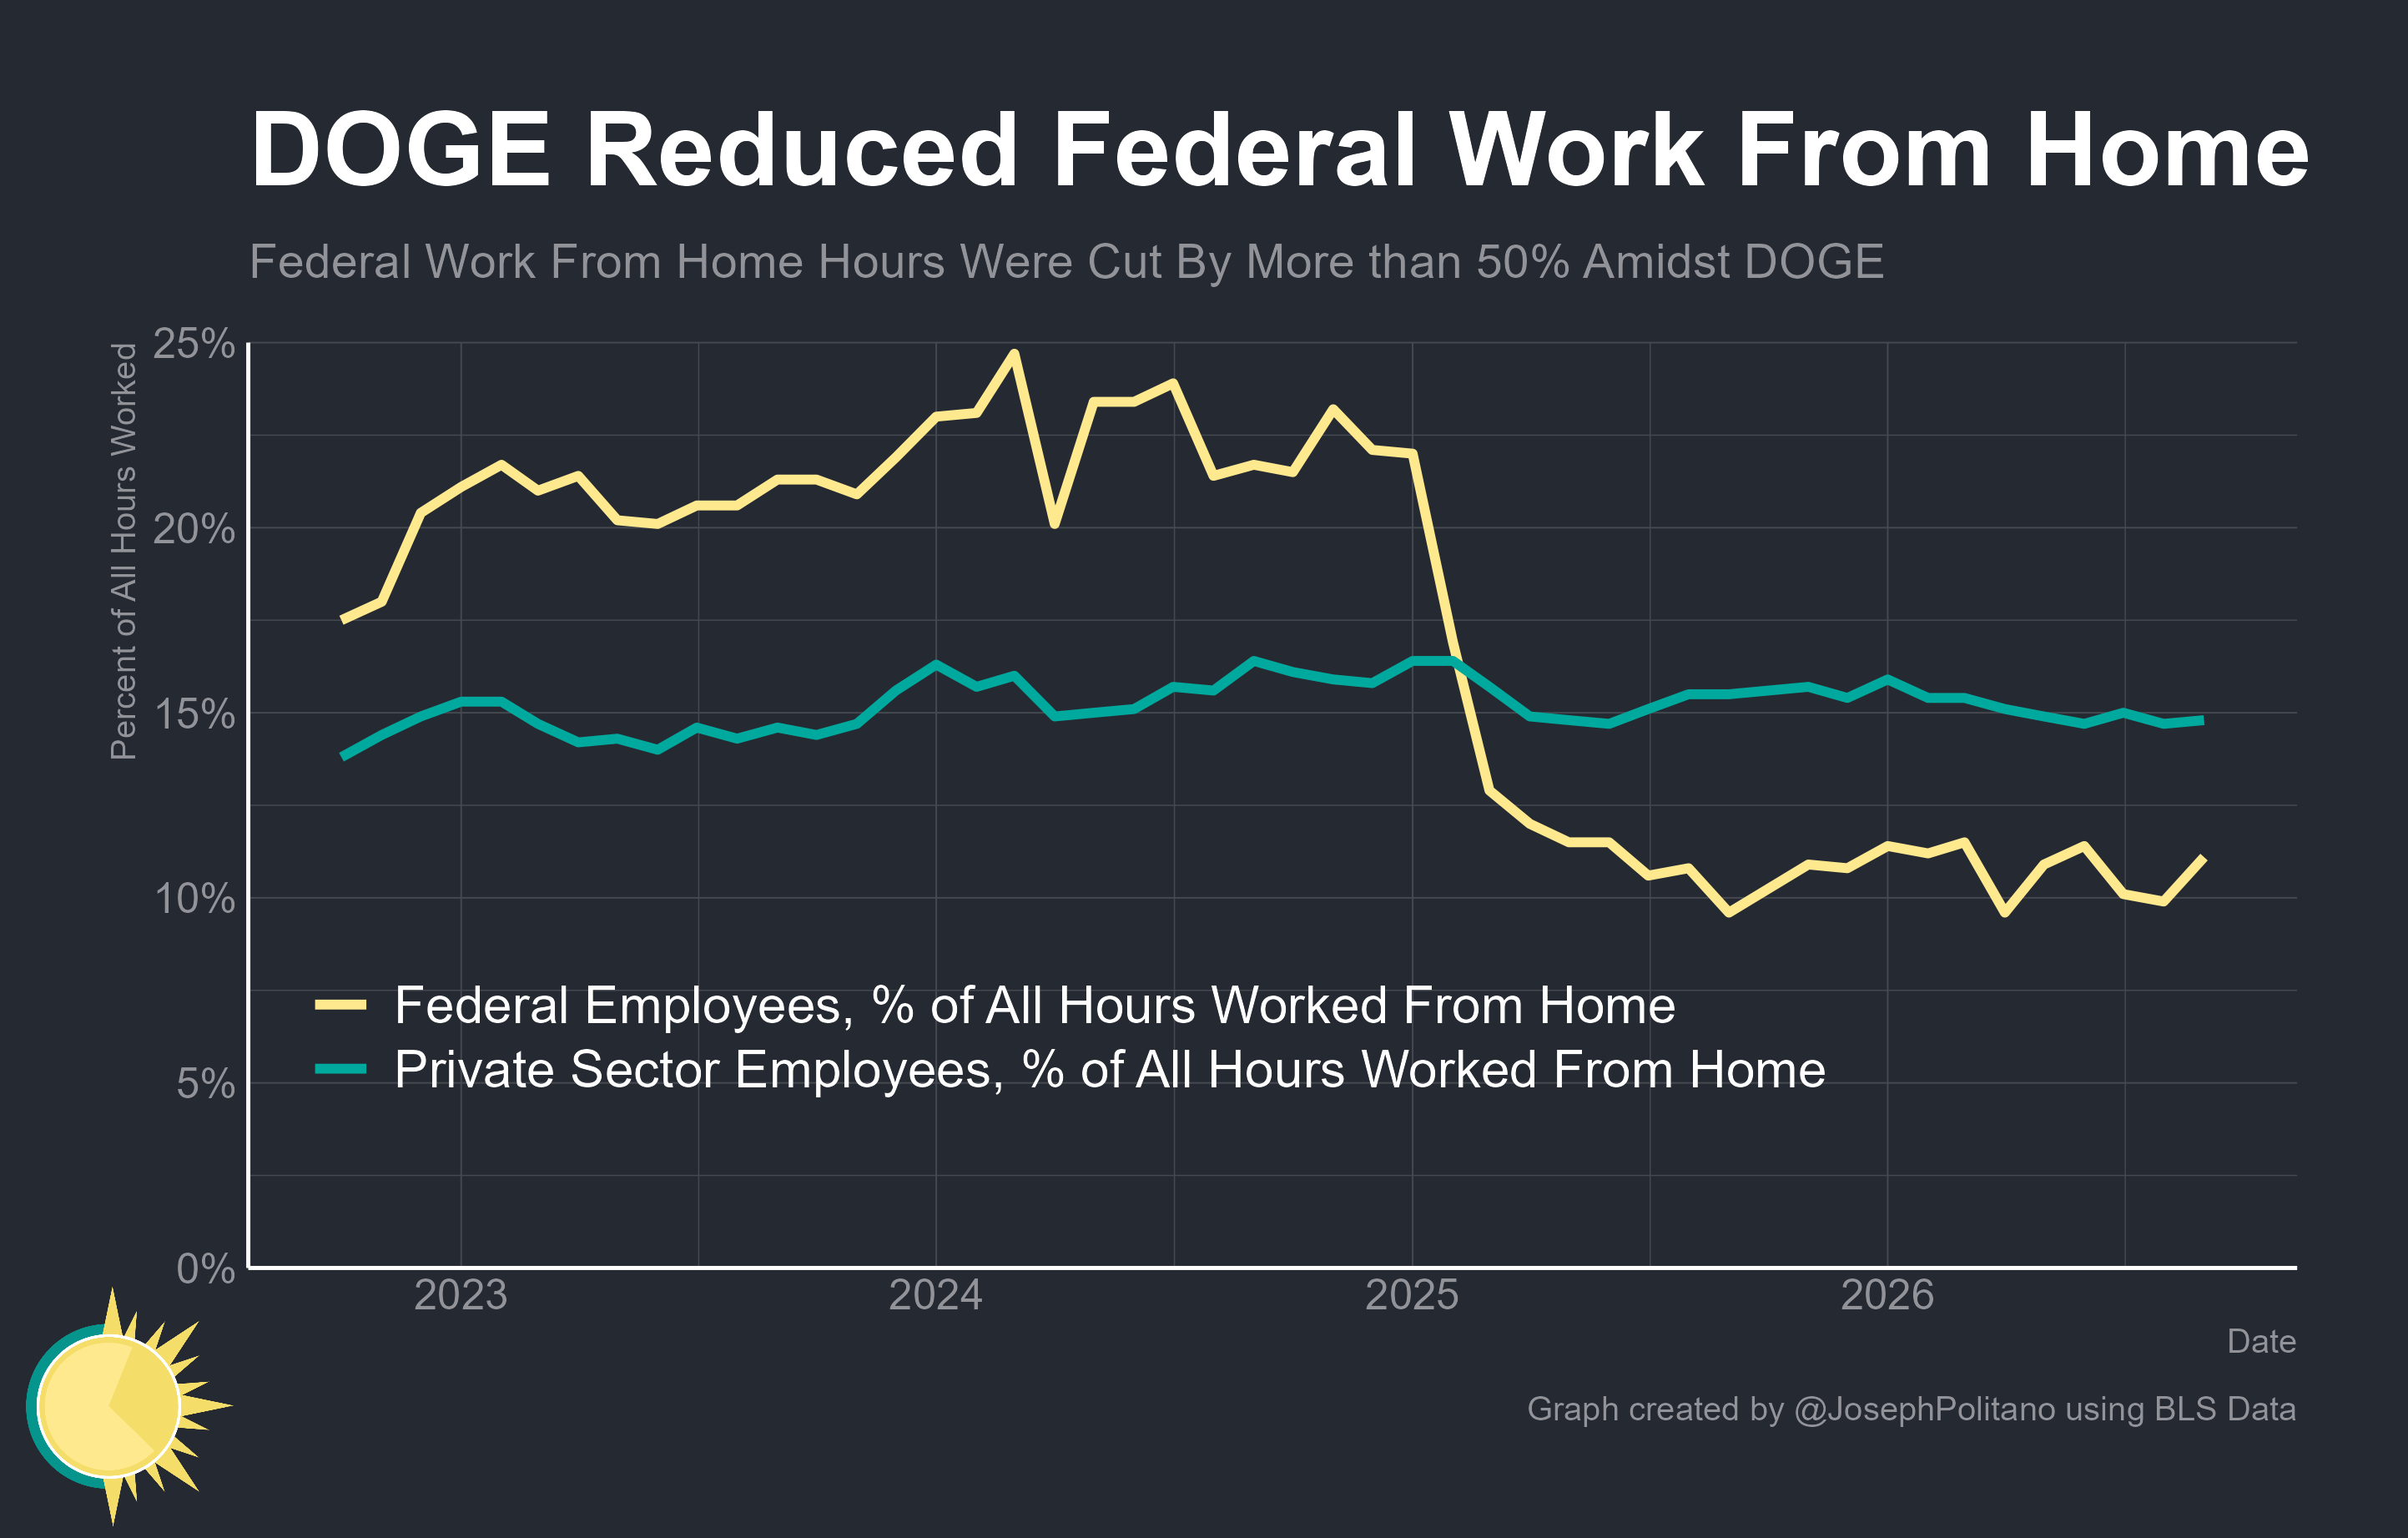 DOGE Reduced Federal Work From Home
Federal Work From Home Hours Were Cut By More than 50% Amidst DOGE
Percent of All Hours Worked
25%
20%
15%
10%
5%
0%
Federal Employees, % of All Hours Worked From Home
Private Sector Employees, % of All Hours Worked From Home
2023
2024
2025
2026
Date
Graph created by @JosephPolitano using BLS Data